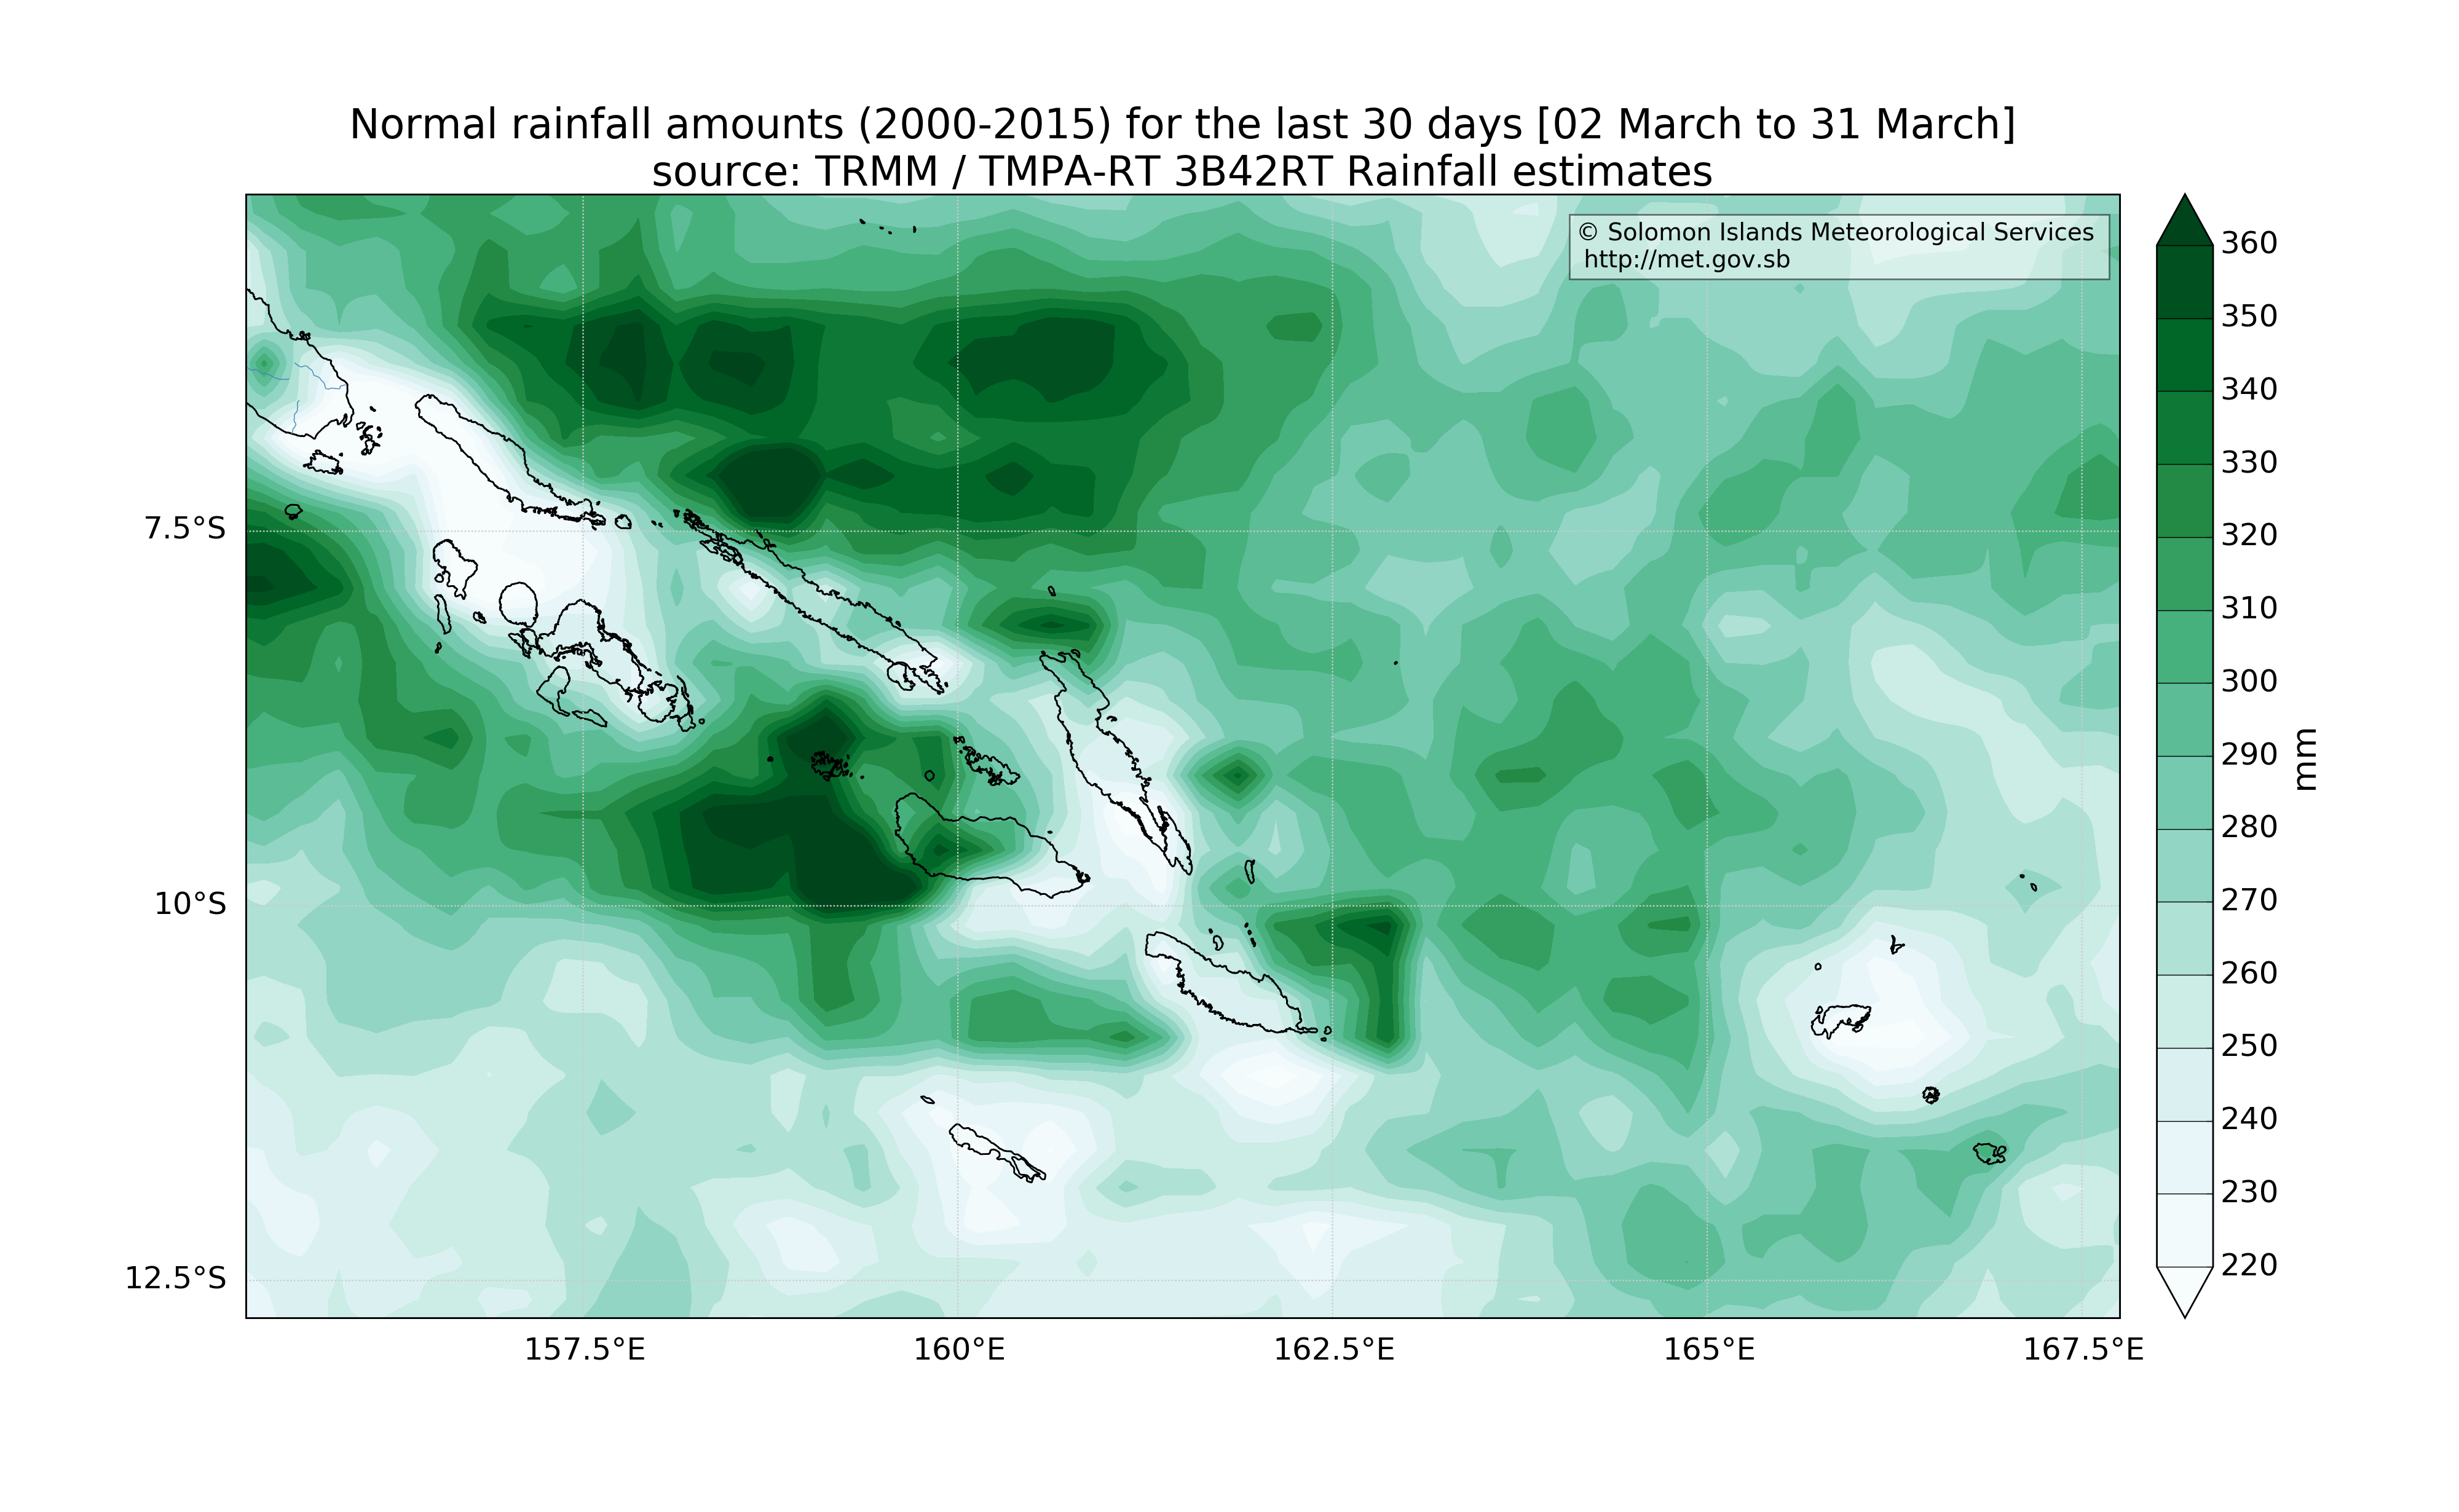 Normal rainfall amounts (2000-2015) for the last 30 days [02 March to 31 March]
source: TRMM / TMPA-RT 3B42RT Rainfall estimates
© Solomon Islands Meteorological Services
http://met.gov.sb
7.5°S
10°S
12.5°S
157.5°E
160°E
162.5°E
165°E
167.5°E
360
350
340
330
320
310
300
290
280
270
260
250
240
230
220
mm